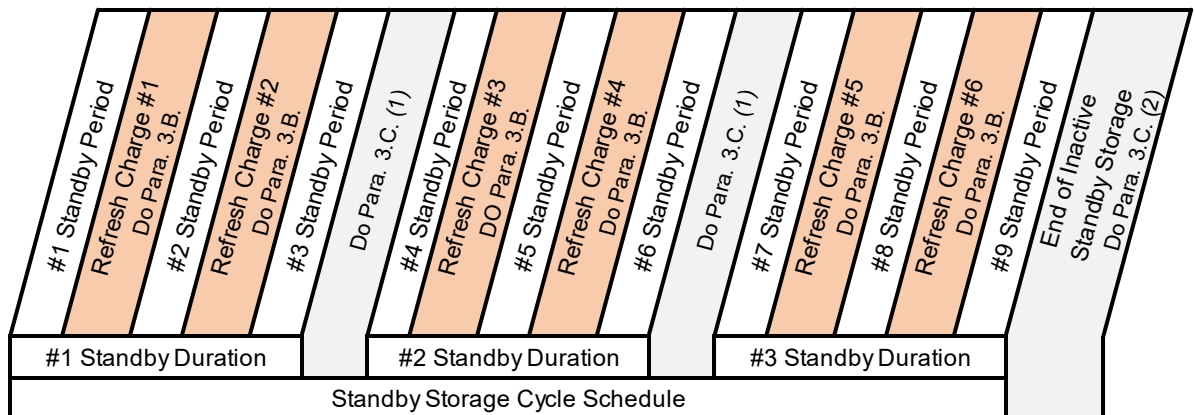 #1 Standby Period
Refresh Charge #1
Do Para. 3.B.
#2 Standby Period
Refresh Charge #2
Do Para. 3.B.
#3 Standby Period
Do Para. 3.C. (1)
#4 Standby Period
Refresh Charge #3
DO Para. 3.B.
#5 Standby Period
Refresh Charge #4
Do Para. 3.B.
#6 Standby Period
Do Para. 3.C. (1)
#7 Standby Period
Refresh Charge #5
Do Para. 3.B.
#8 Standby Period
Refresh Charge #6
Do Para. 3.B.
#9 Standby Period
End of Inactive
Standby Storage
Do Para. 3.C. (2)
#1 Standby Duration
#2 Standby Duration
#3 Standby Duration
Standby Storage Cycle Schedule